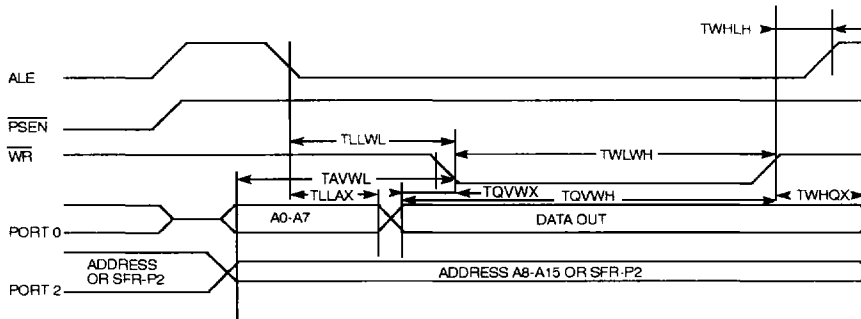 TWHLH
ALE
PSEN
TLLWL
WR
TWLWH
TAVWL
TQVWX
TLLAX
TQVWH
TWHQX
A0-A7
DATA OUT
PORT 0
ADDRESS
OR SFR-P2
ADDRESS A8-A15 OR SFR-P2
PORT 2